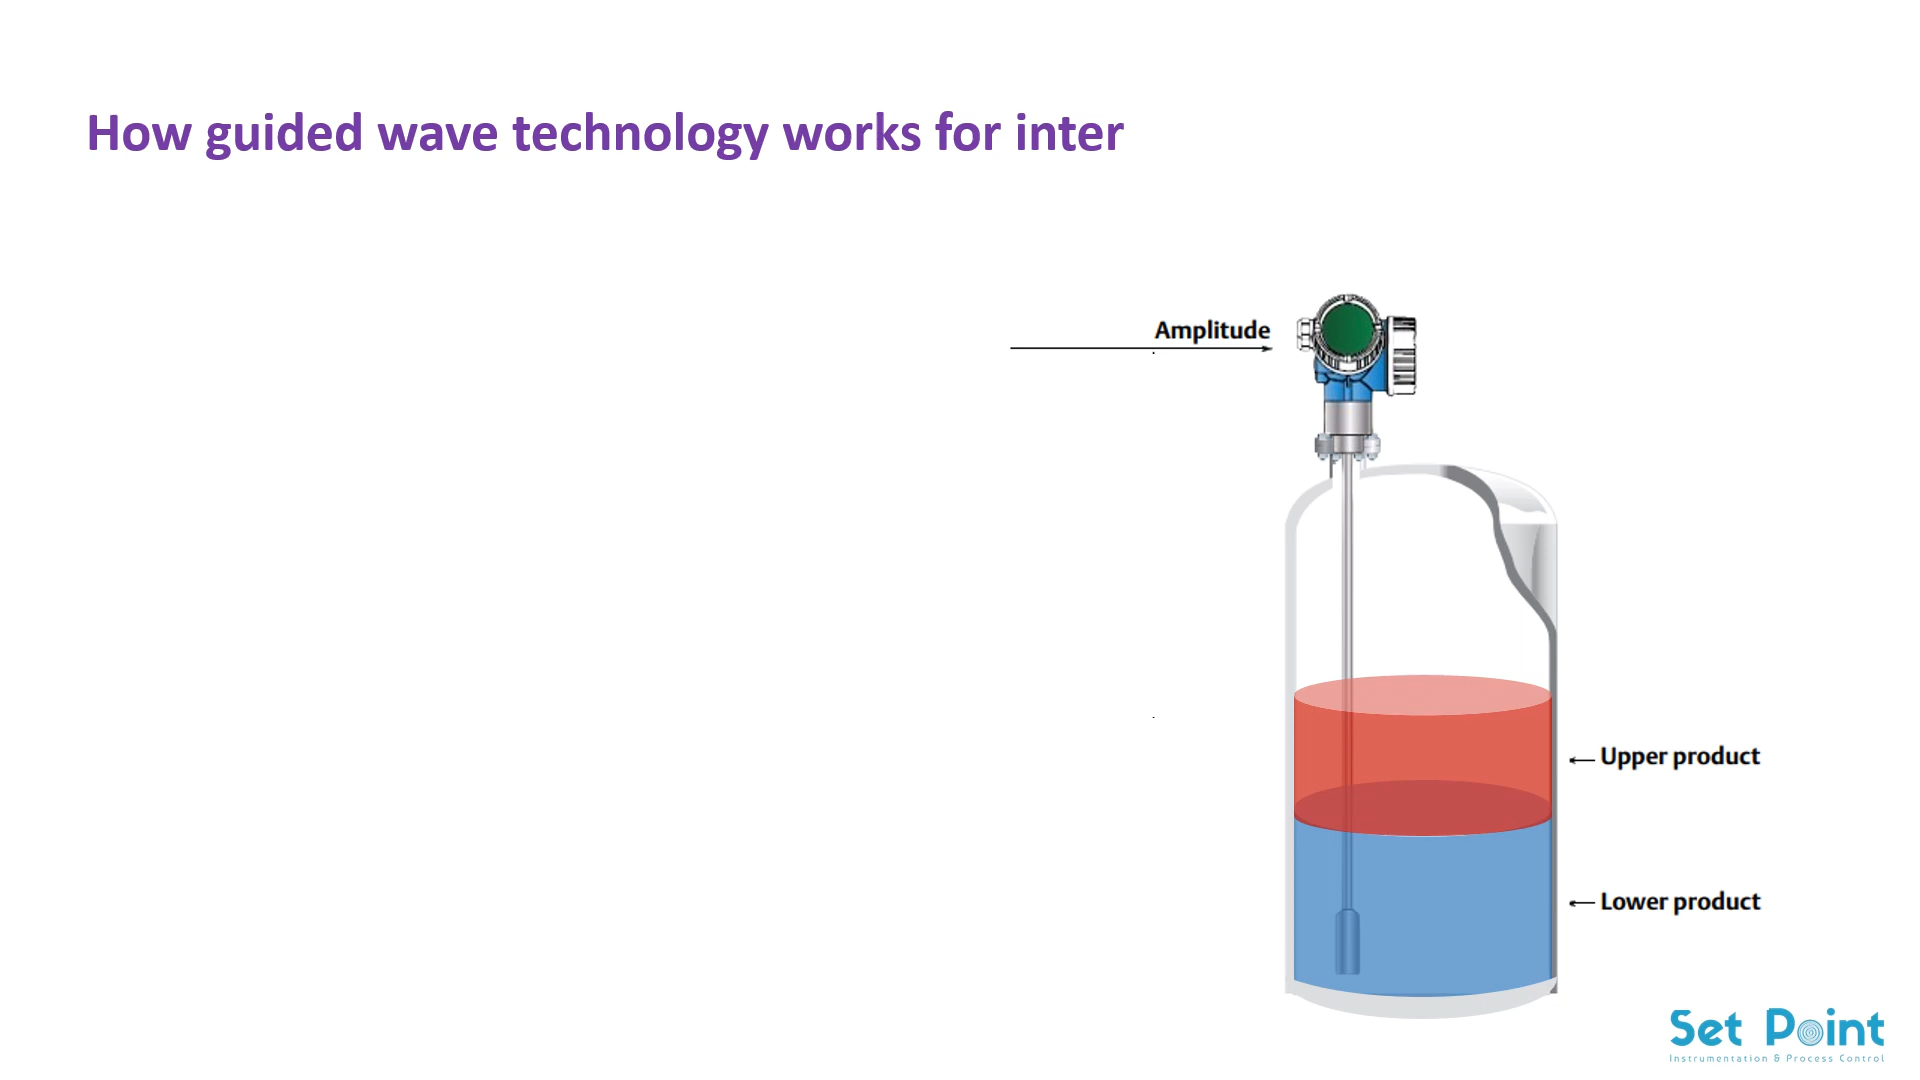 How guided wave technology works for inter
Amplitude
Upper product
Lower product
Set Point
Instrumentation & Process Control